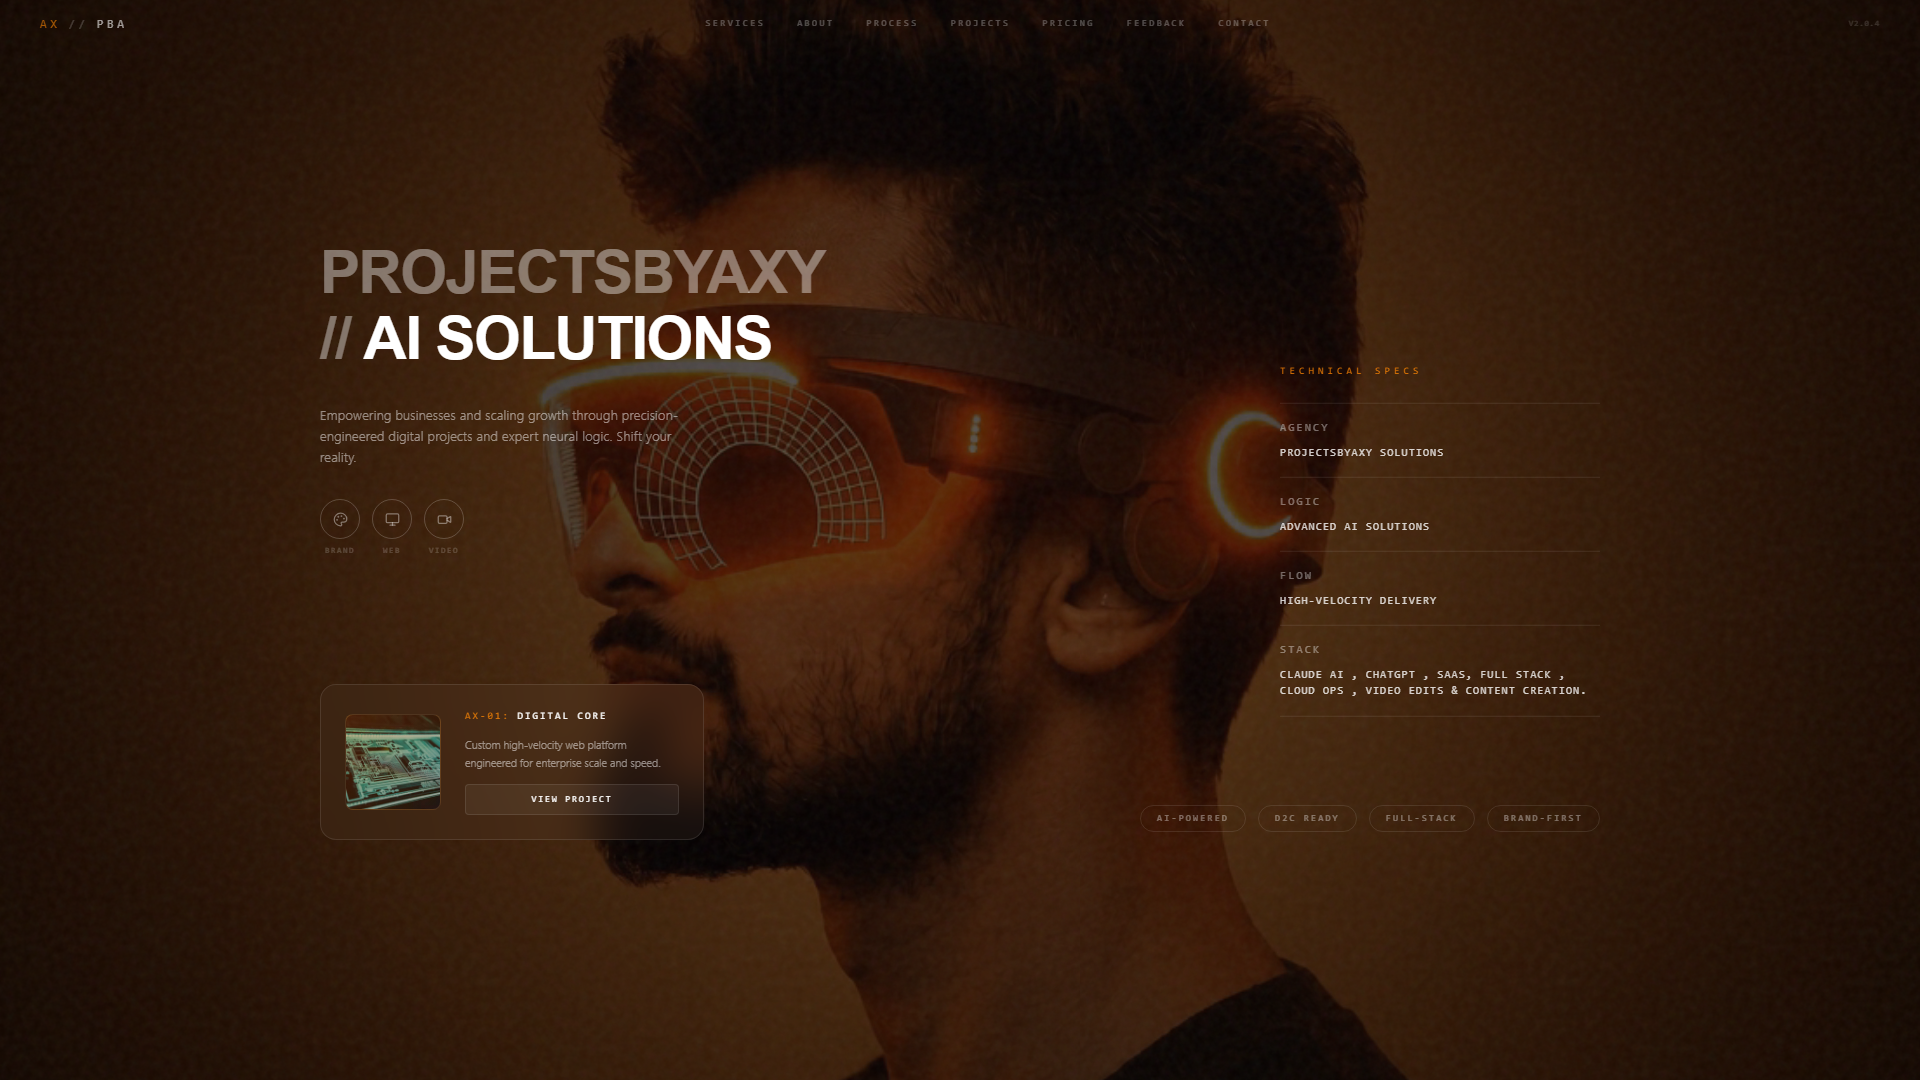 AX // PBA
SERVICES ABOUT PROCESS PROJECTS PRICING FEEDBACK CONTACT
V2.0.4
PROJECTSBYAXY
// AI SOLUTIONS
Empowering businesses and scaling growth through precision-
engineered digital projects and expert neural logic. Shift your
reality.
BRAND WEB VIDEO
AX-01: DIGITAL CORE
Custom high-velocity web platform
engineered for enterprise scale and speed.
VIEW PROJECT
TECHNICAL SPECS
AGENCY
PROJECTSBYAXY SOLUTIONS
LOGIC
ADVANCED AI SOLUTIONS
FLOW
HIGH-VELOCITY DELIVERY
STACK
CLAUDE AI , CHATGPT , SAAS, FULL STACK ,
CLOUD OPS , VIDEO EDITS & CONTENT CREATION.
AI-POWERED D2C READY FULL-STACK BRAND-FIRST